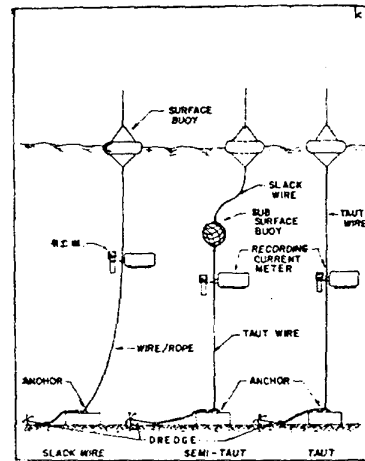 SURFACE
BUOY
SLACK
WIRE
SUB
SURFACE
BUOY
TAUT
WIRE
RECORDING
CURRENT
METER
WIRE/ROPE
TAUT WIRE
ANCHOR
ANCHOR
DREDGE
SLACK WIRE
SEMI-TAUT
TAUT